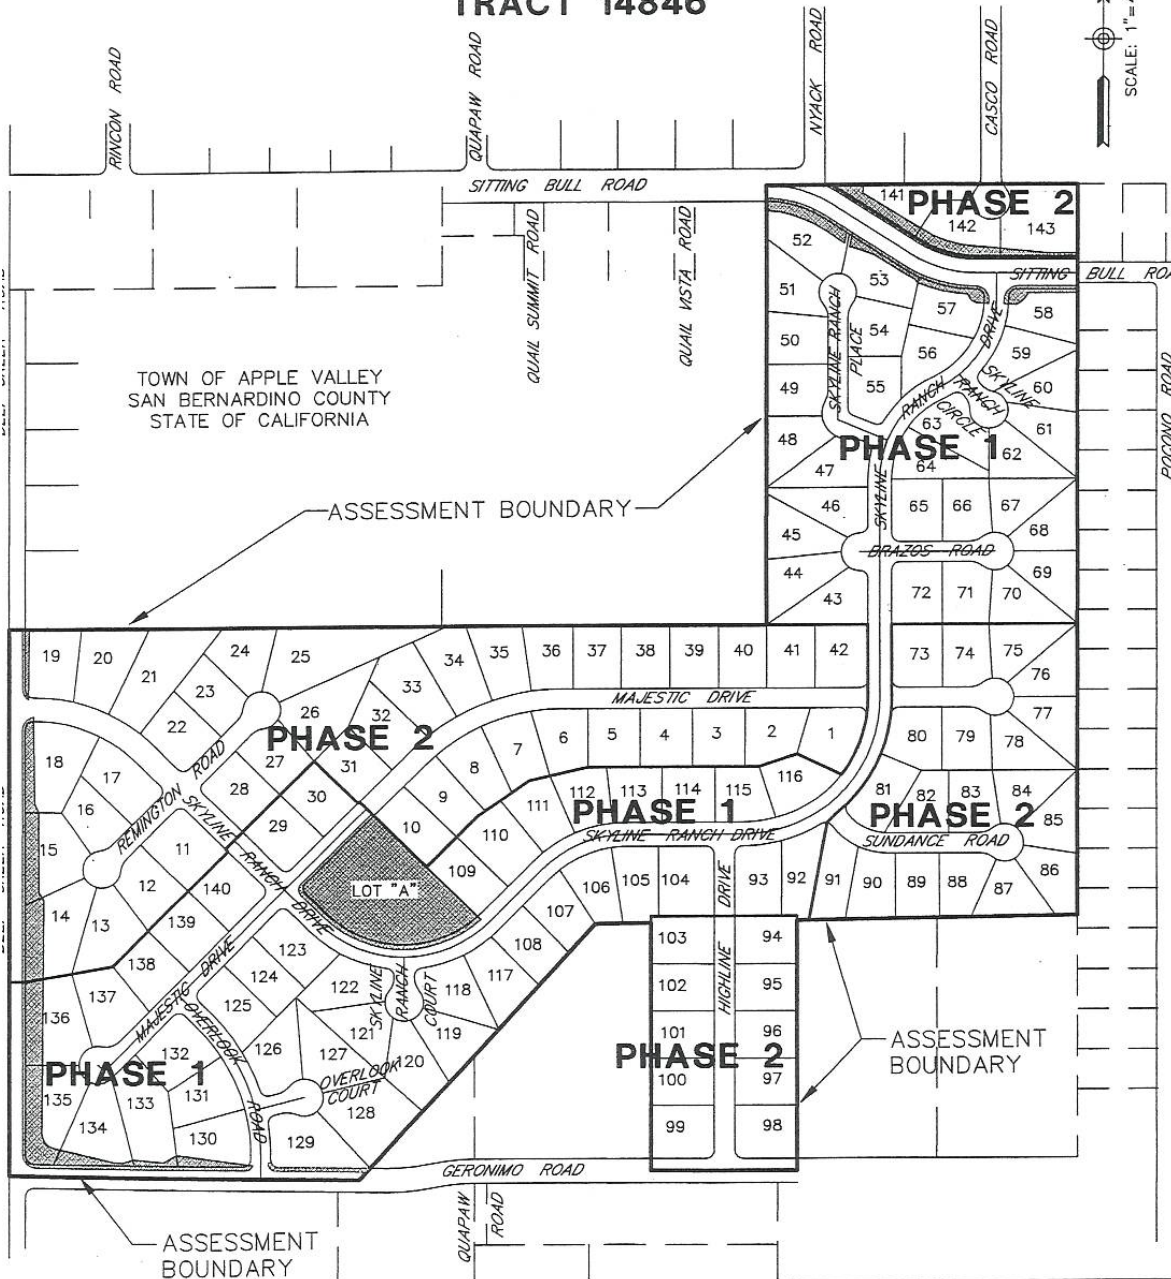 TRACT 14846
SCALE: 1"=
RINCON ROAD
QUAPAW ROAD
NYACK ROAD
CASCO ROAD
SITTING BULL ROAD
QUAIL SUMMIT ROAD
QUAIL VISTA ROAD
141
PHASE 2
142
143
SITTING BULL
POCONO ROAD
52
51
53
57
58
50
54
56
59
49
55
60
SKYLINE RANCH
PLACE
RANCH
DRIVE
SKYLINE
RANCH
CIRCLE
48
63
61
PHASE 1
47
64
62
SKYLINE
46
65
66
67
45
68
BRAZOS ROAD
44
69
43
72
71
70
TOWN OF APPLE VALLEY
SAN BERNARDINO COUNTY
STATE OF CALIFORNIA
ASSESSMENT BOUNDARY
19
20
21
24
25
23
22
26
34
33
32
35
36
37
38
39
40
41
42
73
74
75
76
MAJESTIC DRIVE
77
PHASE 2
18
17
16
15
REMINGTON ROAD
27
28
31
30
29
7
8
9
10
6
5
4
3
2
1
80
79
78
111
112
113
114
115
116
PHASE 1
SKYLINE RANCH DRIVE
81
82
83
84
PHASE 2
85
SUNDANCE ROAD
86
11
12
14
13
140
139
138
SKYLINE
RANCH
DRIVE
LOT "A"
110
109
106
105
104
93
92
91
90
89
88
87
107
108
HIGHLINE DRIVE
103
94
102
95
101
96
PHASE 2
100
97
99
98
ASSESSMENT
BOUNDARY
MAJESTIC DRIVE
123
124
125
122
SKYLINE
RANCH
COURT
117
118
119
121
120
137
136
PHASE 1
135
134
133
132
131
130
OVERLOOK
ROAD
126
127
OVERLOOK
COURT
128
129
GERONIMO ROAD
QUAPAW
ROAD
ASSESSMENT
BOUNDARY